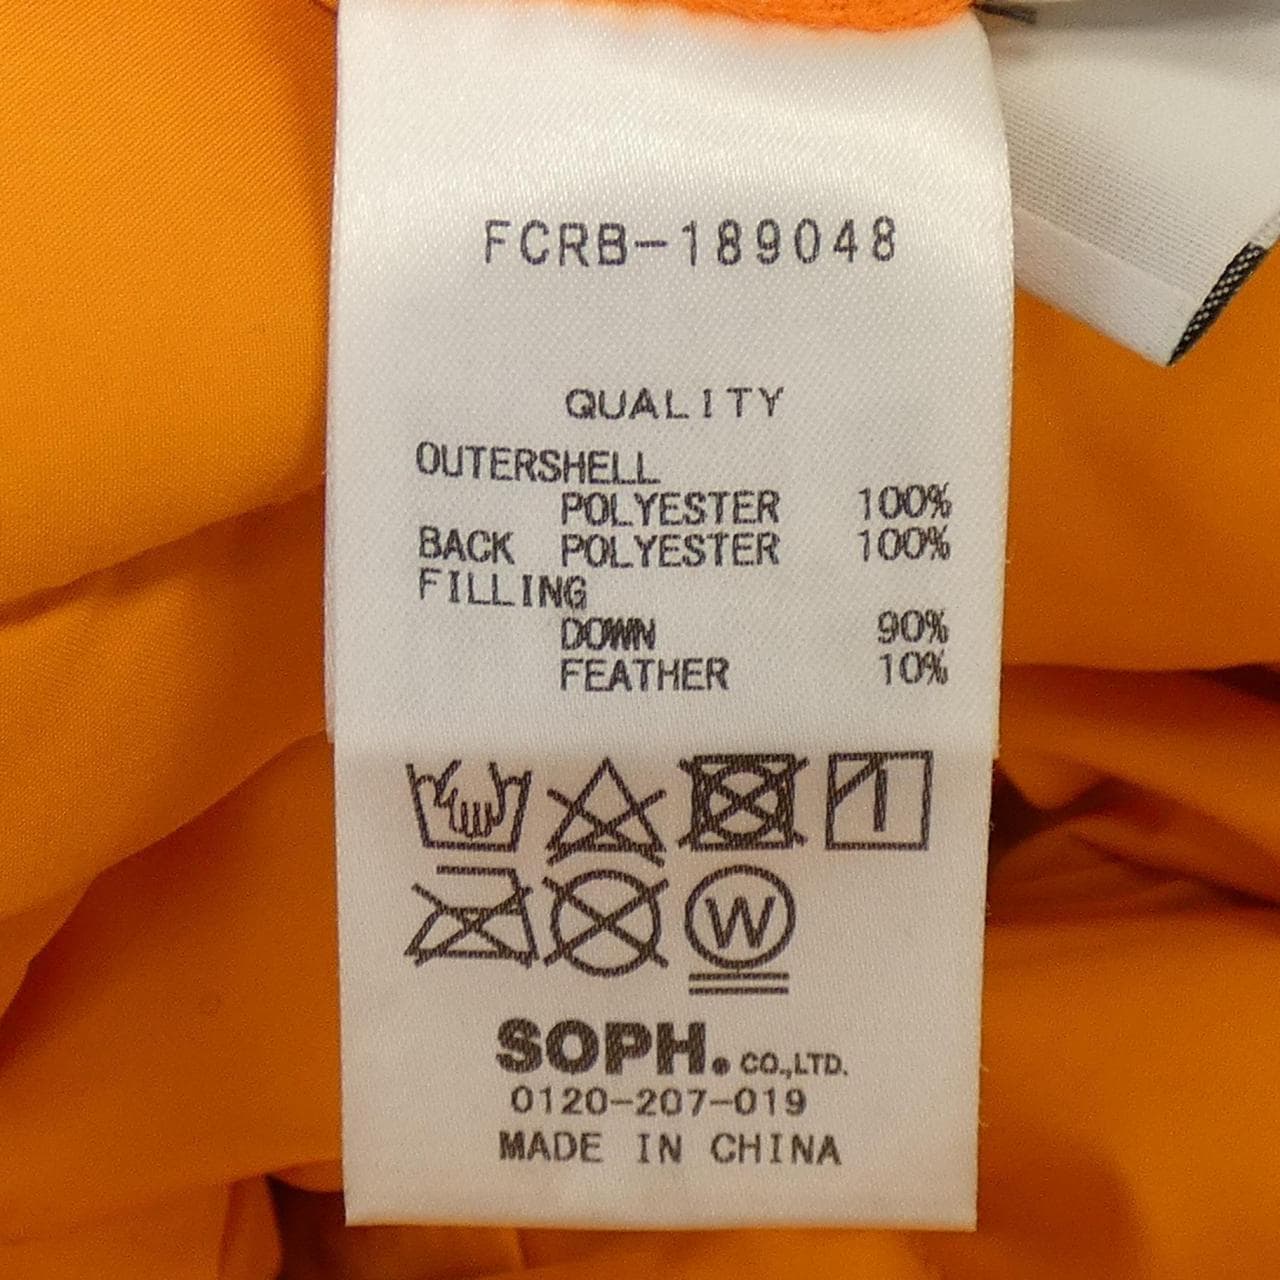 FCRB-189048
QUALITY
OUTERSHELL
POLYESTER 100%
BACK POLYESTER 100%
FILLING
DOWN 90%
FEATHER 10%
W
SOPH. CO.,LTD.
0120-207-019
MADE IN CHINA